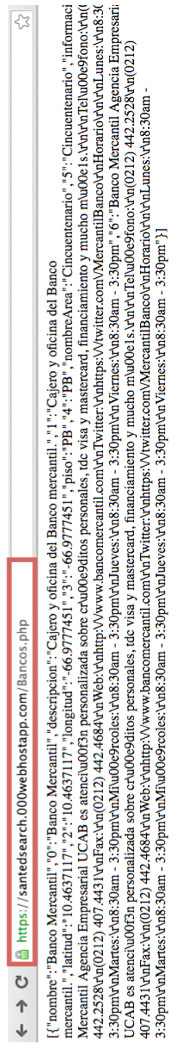 https://santedsearch.000webhostapp.com/Bancos.php
[{"nombre":"Banco Mercantil","0":"Banco Mercantil","descripcion":"Cajero y oficina del Banco mercantil.","1":"Cajero y oficina del Banco
mercantil.","latitud":"10.4637117","2":"10.4637117","longitud":"-66.9777451","3":"-66.9777451","piso":"PB","4":"PB","nombreArea":"Cincuentenario","5":"Cincuentenario","informaci
Mercantil Agencia Empresarial UCAB es atenci\u00f3n personalizada sobre cr\u00e9ditos personales, tdc visa y mastercard, financiamiento y mucho m\u00e1s.\r\n\r\nTel\u00e9fono:\r\n(
442.2528\r\n(0212) 407.4431\r\nFax:\r\n(0212) 442.4684\r\nWeb:\r\nhttp:\/\/www.bancomercantil.com\r\nTwitter:\r\nhttps:\/\/twitter.com\/MercantilBanco\r\nHorario\r\n\r\nLunes:\r\n8:30
3:30pm\r\nMartes:\r\n8:30am - 3:30pm\r\nMi\u00e9rcoles:\r\n8:30am - 3:30pm\r\nJueves:\r\n8:30am - 3:30pm\r\nViernes:\r\n8:30am - 3:30pm","6":"Banco Mercantil Agencia Empresari
UCAB es atenci\u00f3n personalizada sobre cr\u00e9ditos personales, tdc visa y mastercard, financiamiento y mucho m\u00e1s.\r\n\r\nTel\u00e9fono:\r\n(0212) 442.2528\r\n(0212)
407.4431\r\nFax:\r\n(0212) 442.4684\r\nWeb:\r\nhttp:\/\/www.bancomercantil.com\r\nTwitter:\r\nhttps:\/\/twitter.com\/MercantilBanco\r\nHorario\r\n\r\nLunes:\r\n8:30am -
3:30pm\r\nMartes:\r\n8:30am - 3:30pm\r\nMi\u00e9rcoles:\r\n8:30am - 3:30pm\r\nJueves:\r\n8:30am - 3:30pm\r\nViernes:\r\n8:30am - 3:30pm"}]